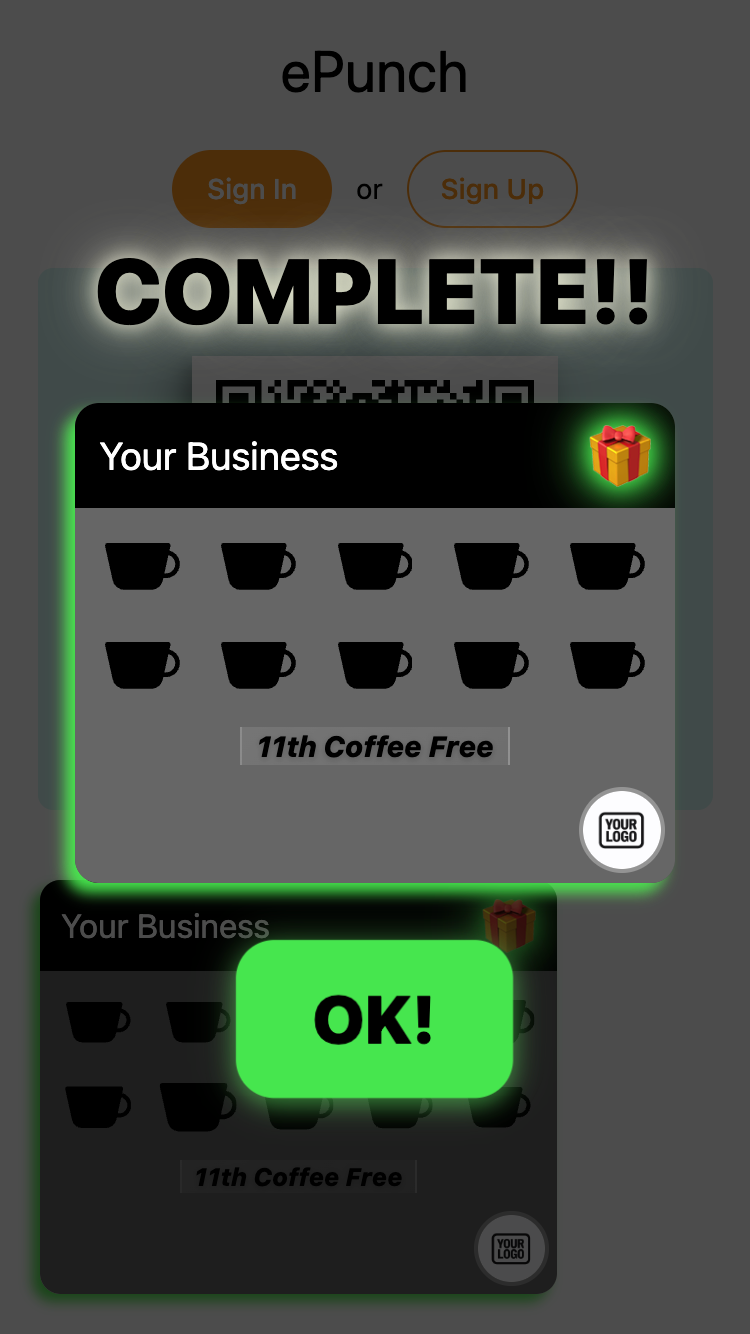 ePunch
Sign In or Sign Up
COMPLETE!!
Your Business
11th Coffee Free
YOUR
LOGO
Your Business
OK!
11th Coffee Free
YOUR
LOGO